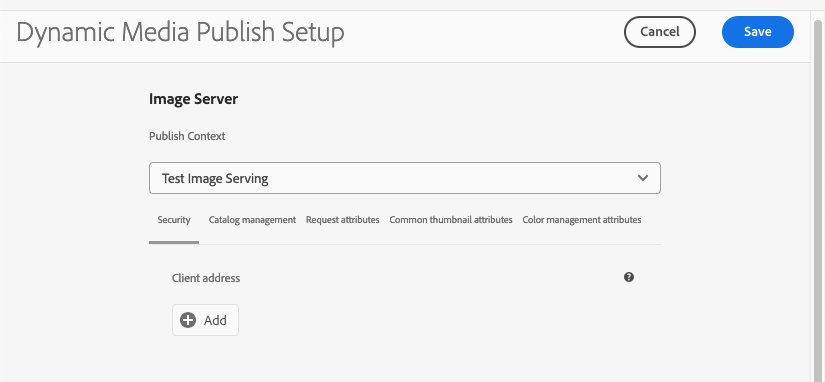 Dynamic Media Publish Setup
Cancel
Save
Image Server
Publish Context
Test Image Serving
Security Catalog management Request attributes Common thumbnail attributes Color management attributes
Client address
Add